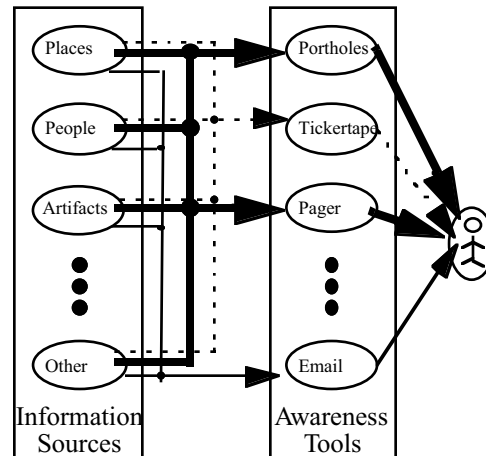 Places
Portholes
People
Tickertape
Artifacts
Pager
Other
Email
Information
Sources
Awareness
Tools